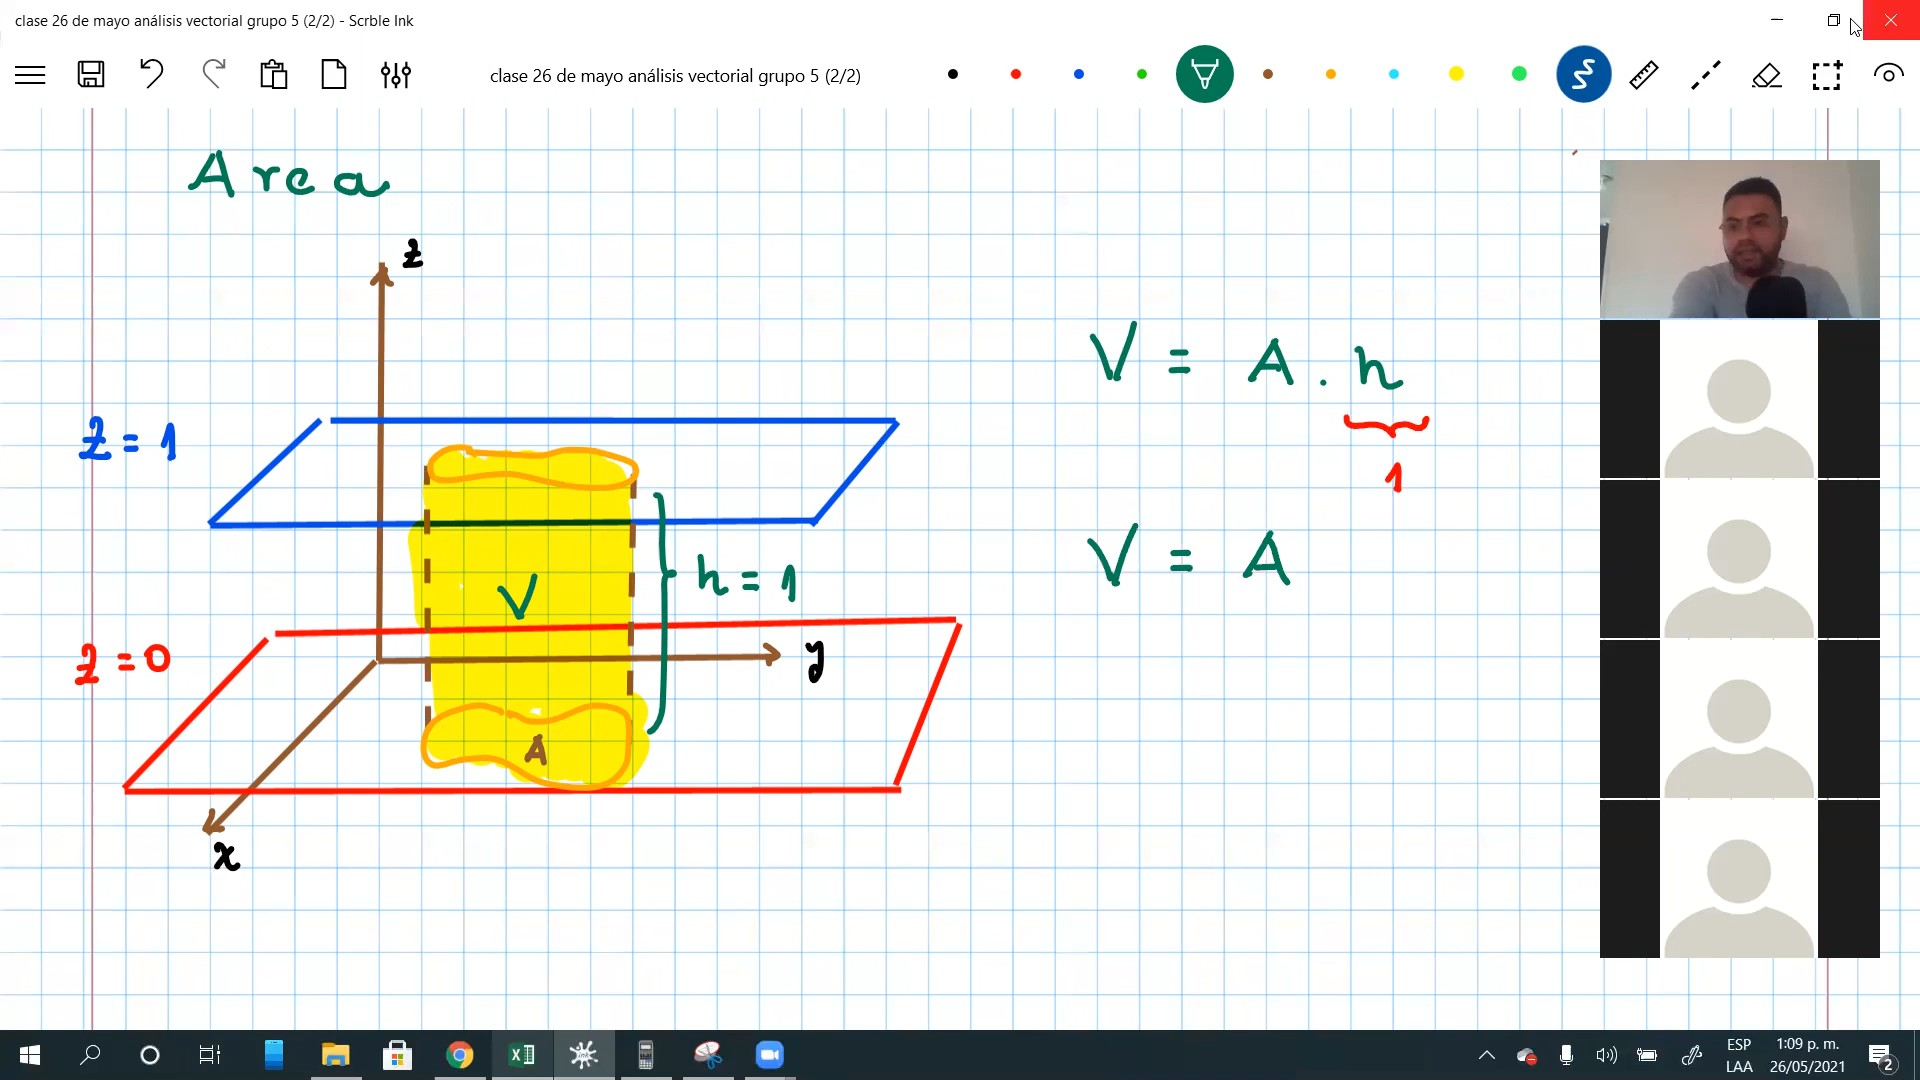 clase 26 de mayo análisis vectorial grupo 5 (2/2) - Scrble Ink
clase 26 de mayo análisis vectorial grupo 5 (2/2)
Area
z
V = A . h
1
z = 1
V = A
h = 1
V
z = 0
y
A
x
ESP
LAA
1:09 p. m.
26/05/2021
2